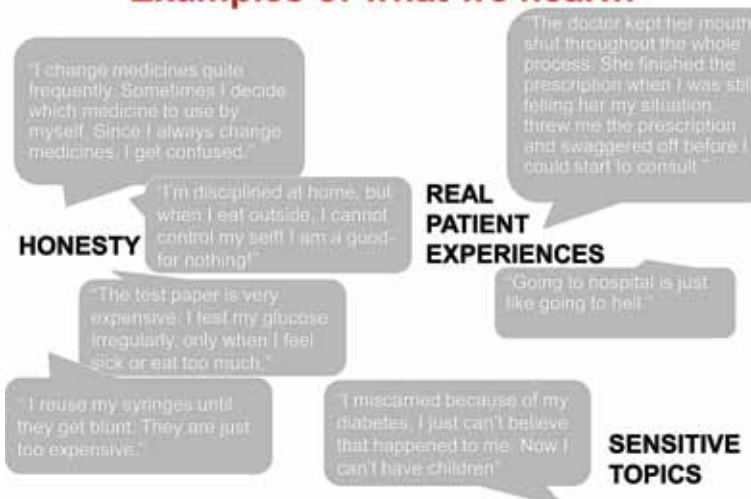 "I change medicines quite
frequently. Sometimes I decide
which medicine to use by
myself. Since I always change
medicines, I get confused."
"The doctor kept her mouth
shut throughout the whole
process. She finished the
prescription when I was still
telling her my situation,
threw me the prescription
and swaggered off before I
could start to consult."
"I'm disciplined at home, but
when I eat outside, I cannot
control my self! I am a good-
for nothing!"
HONESTY
REAL
PATIENT
EXPERIENCES
"The test paper is very
expensive. I test my glucose
irregularly, only when I feel
sick or eat too much."
"Going to hospital is just
like going to hell."
"I reuse my syringes until
they get blunt. They are just
too expensive."
"I miscarried because of my
diabetes. I just can't believe
that happened to me. Now I
can't have children"
SENSITIVE
TOPICS